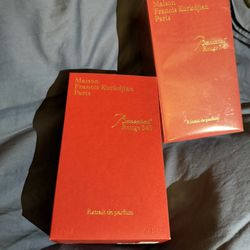 Maison
Francis Kurkdjian
Paris
Baccarat
Rouge 540
Extrait de parfum
Maison
Francis Kurkdjian
Paris
Baccarat
Rouge 540
Extrait de parfum